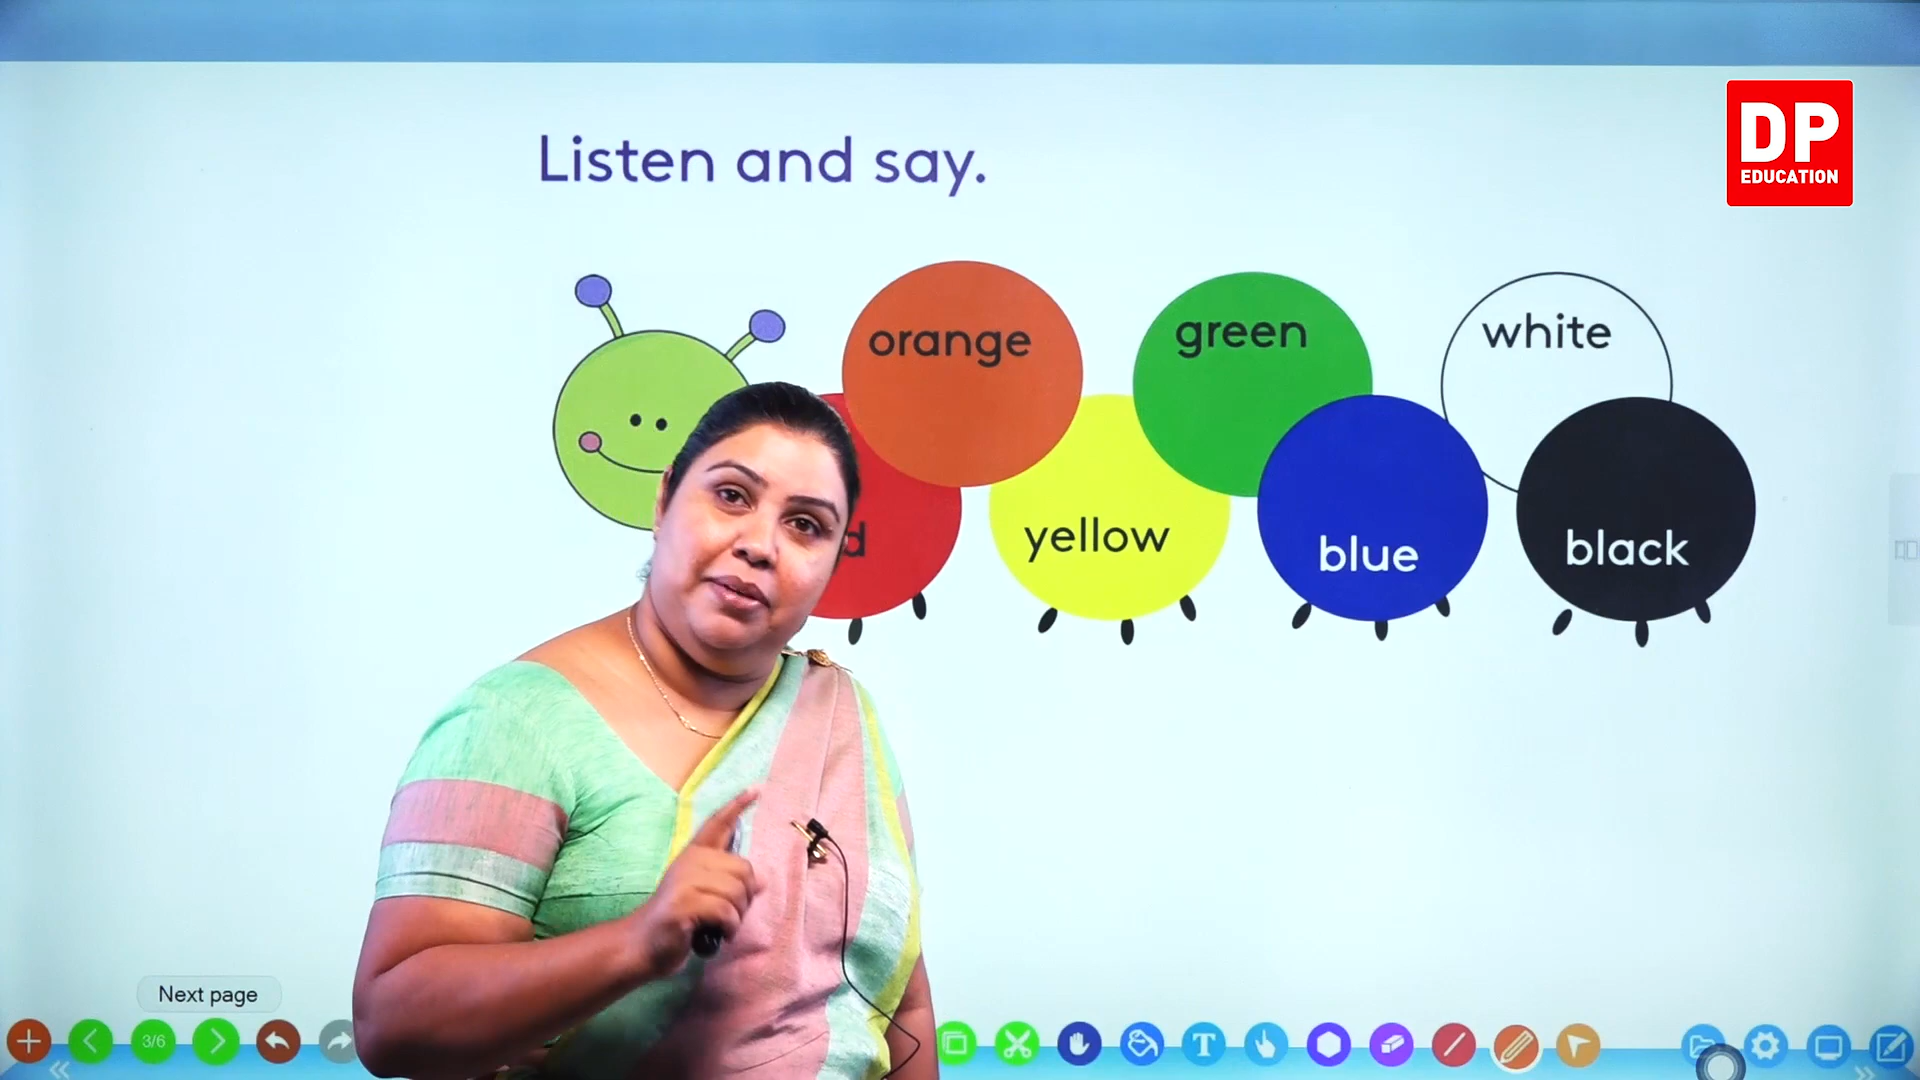 DP
EDUCATION
Listen and say.
orange
green
white
d
yellow
blue
black
Next page
3/6
T